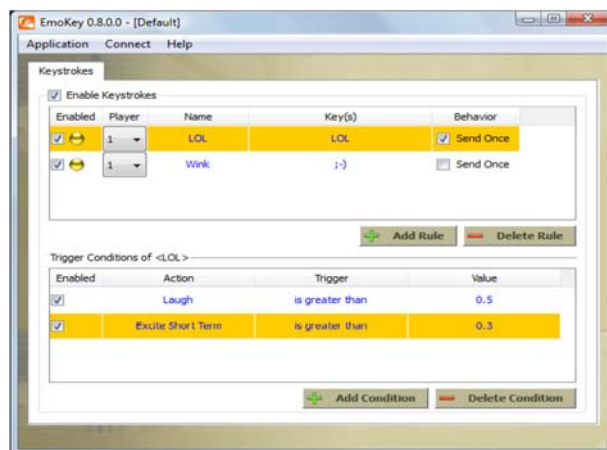 EmoKey 0.8.0.0 - [Default]
Application Connect Help
Keystrokes
Enable Keystrokes
Enabled Player Name Key(s) Behavior
1 LOL LOL Send Once
1 Wink ;-) Send Once
Add Rule Delete Rule
Trigger Conditions of <LOL>
Enabled Action Trigger Value
Laugh is greater than 0.5
Excite Short Term is greater than 0.3
Add Condition Delete Condition